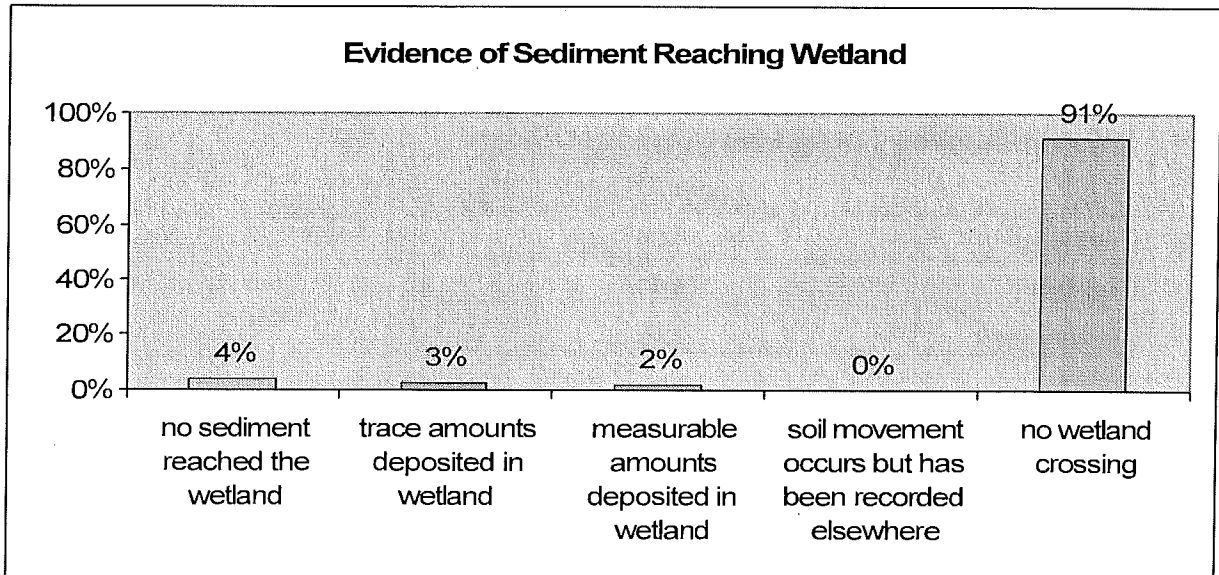 Evidence of Sediment Reaching Wetland
100%
80%
60%
40%
20%
0%
4%
3%
2%
0%
91%
no sediment
reached the
wetland
trace amounts
deposited in
wetland
measurable
amounts
deposited in
wetland
soil movement
occurs but has
been recorded
elsewhere
no wetland
crossing